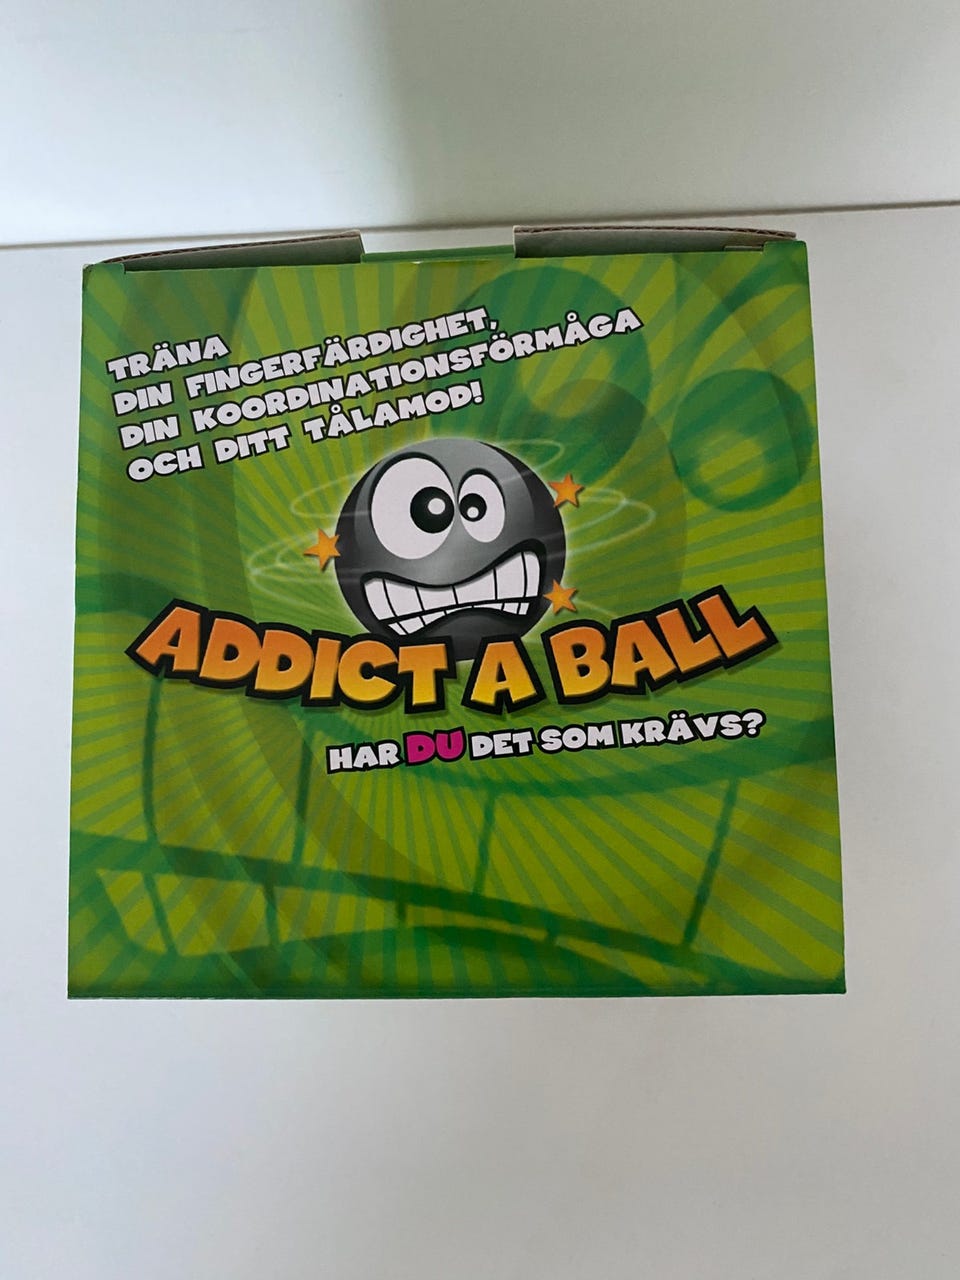 TRÄNA
DIN FINGERFÄRDIGHET,
DIN KOORDINATIONSFÖRMÅGA
OCH DITT TÅLAMOD!
ADDICT A BALL
HAR DU DET SOM KRÄVS?